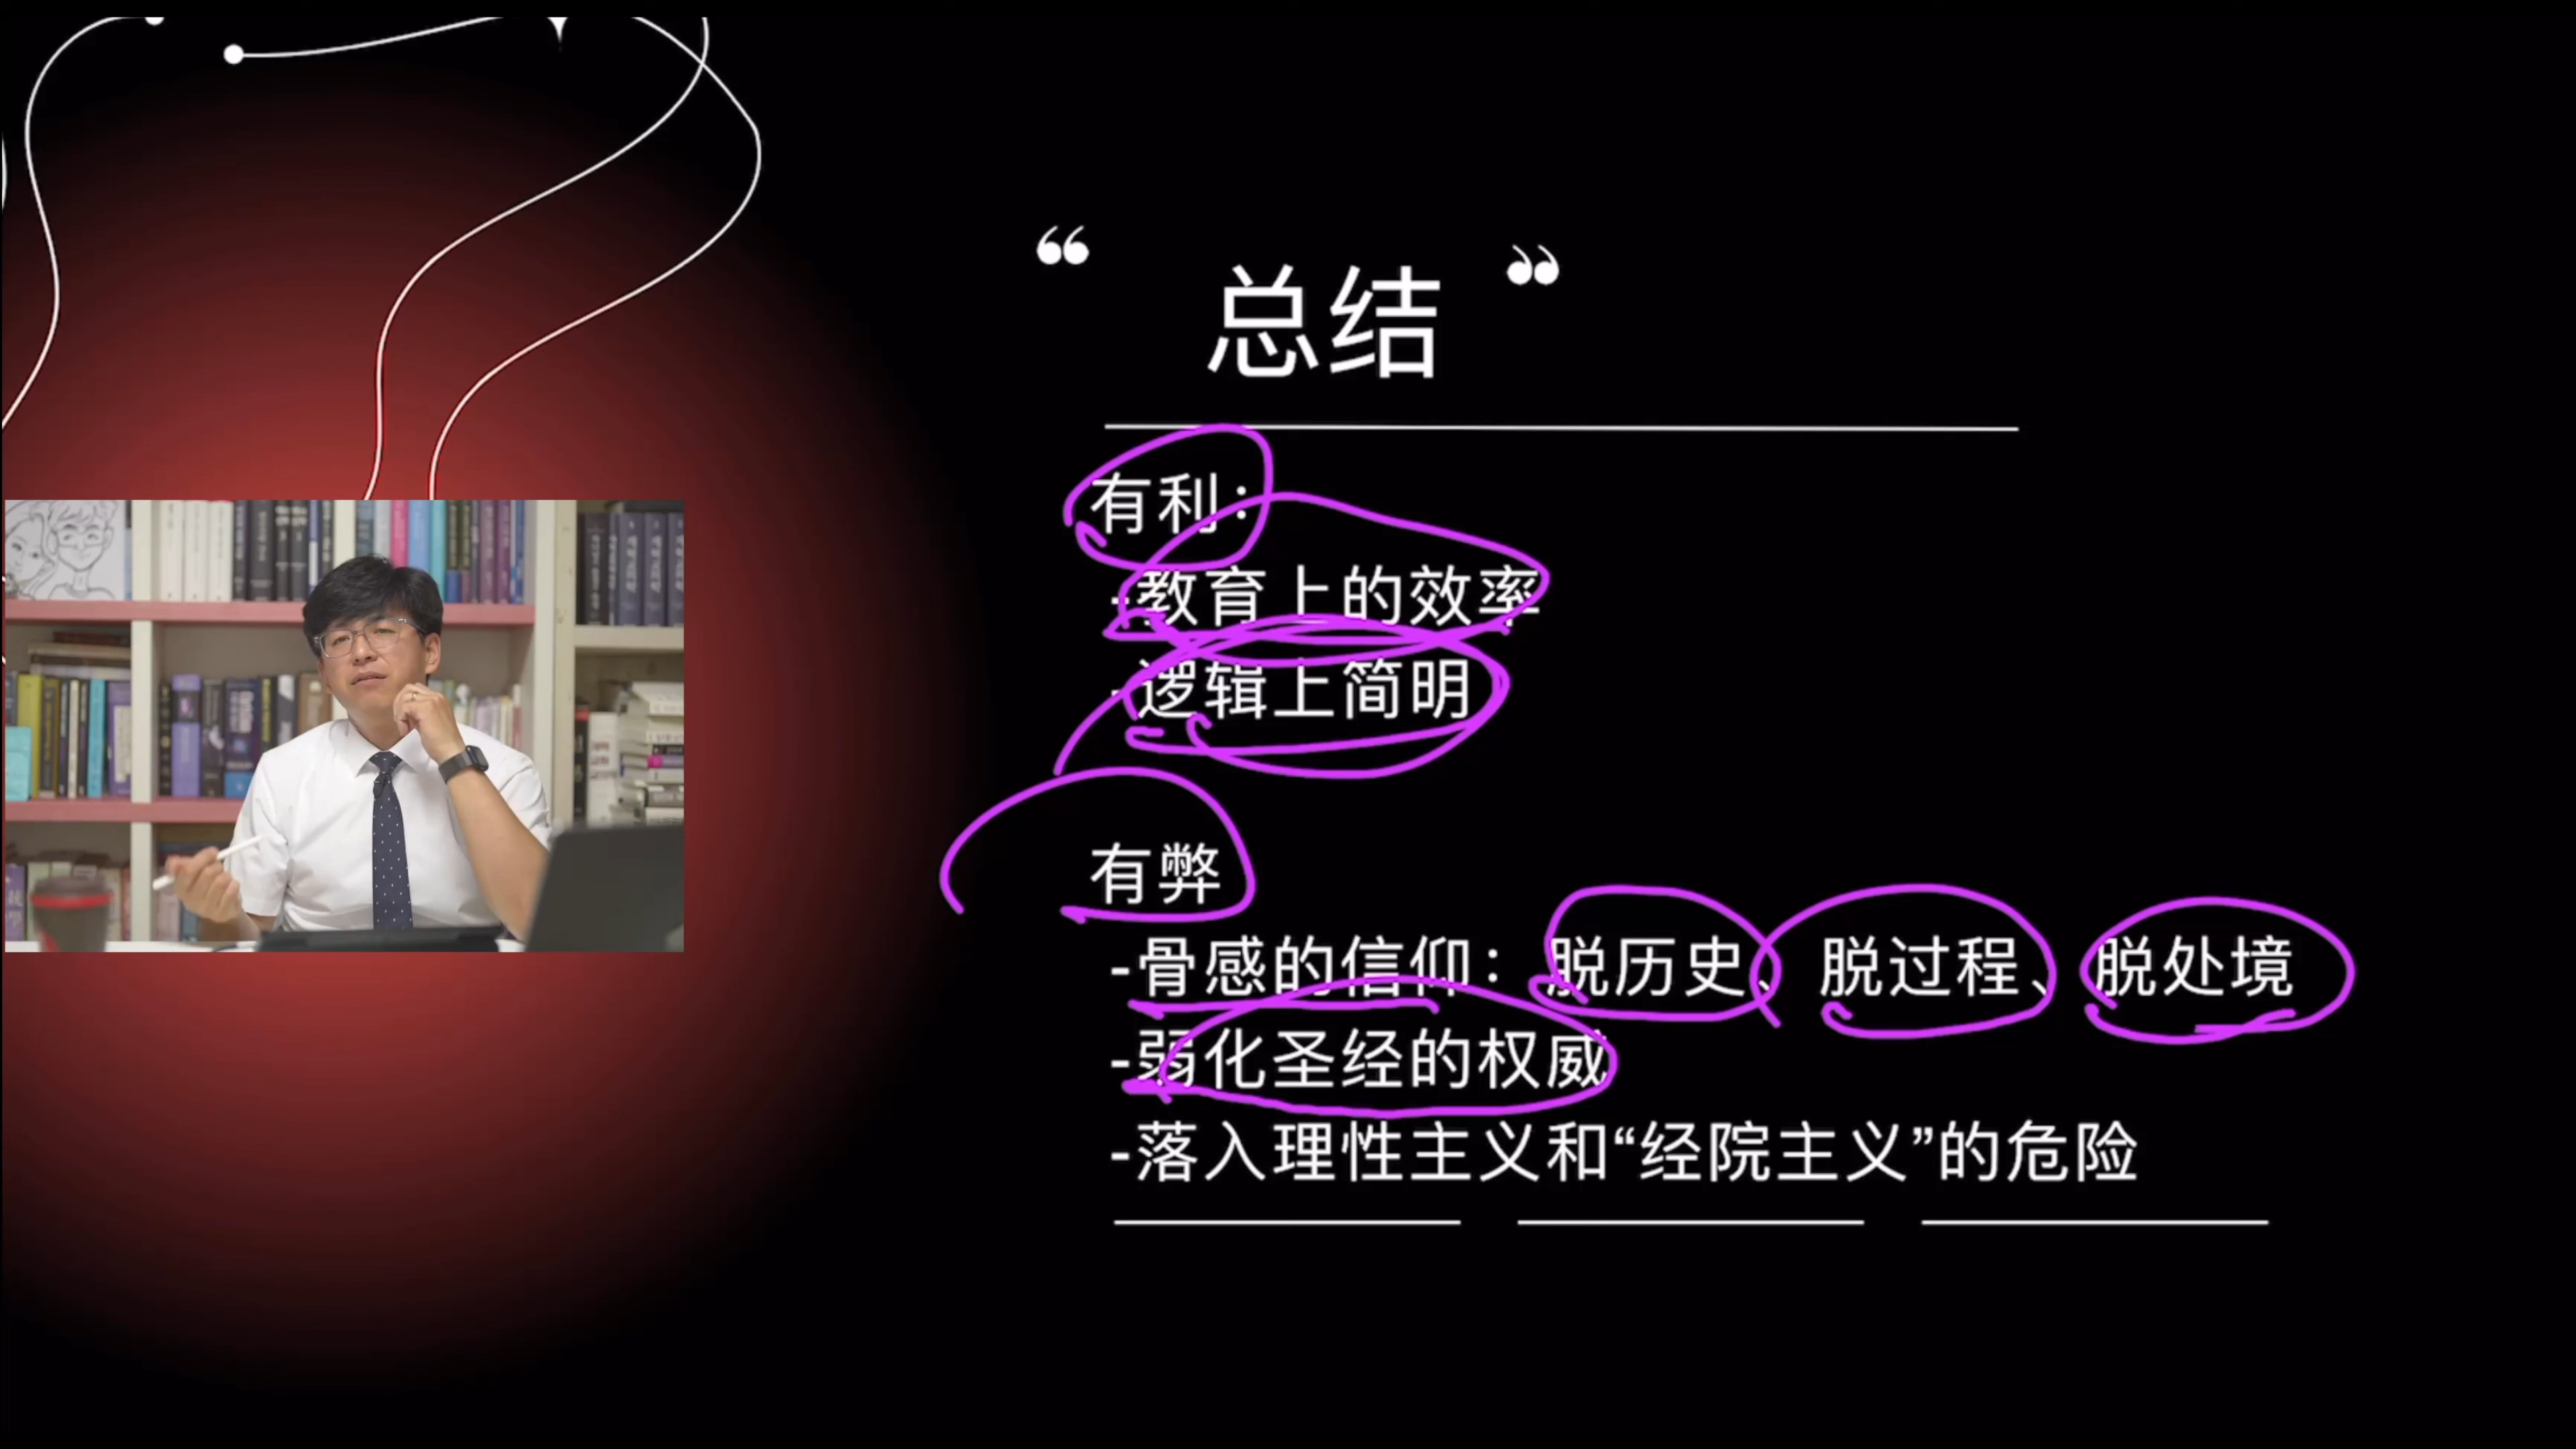 “ 总结 ”
有利：
-教育上的效率
-逻辑上简明
有弊
-骨感的信仰：脱历史、脱过程、脱处境
-弱化圣经的权威
-落入理性主义和“经院主义”的危险